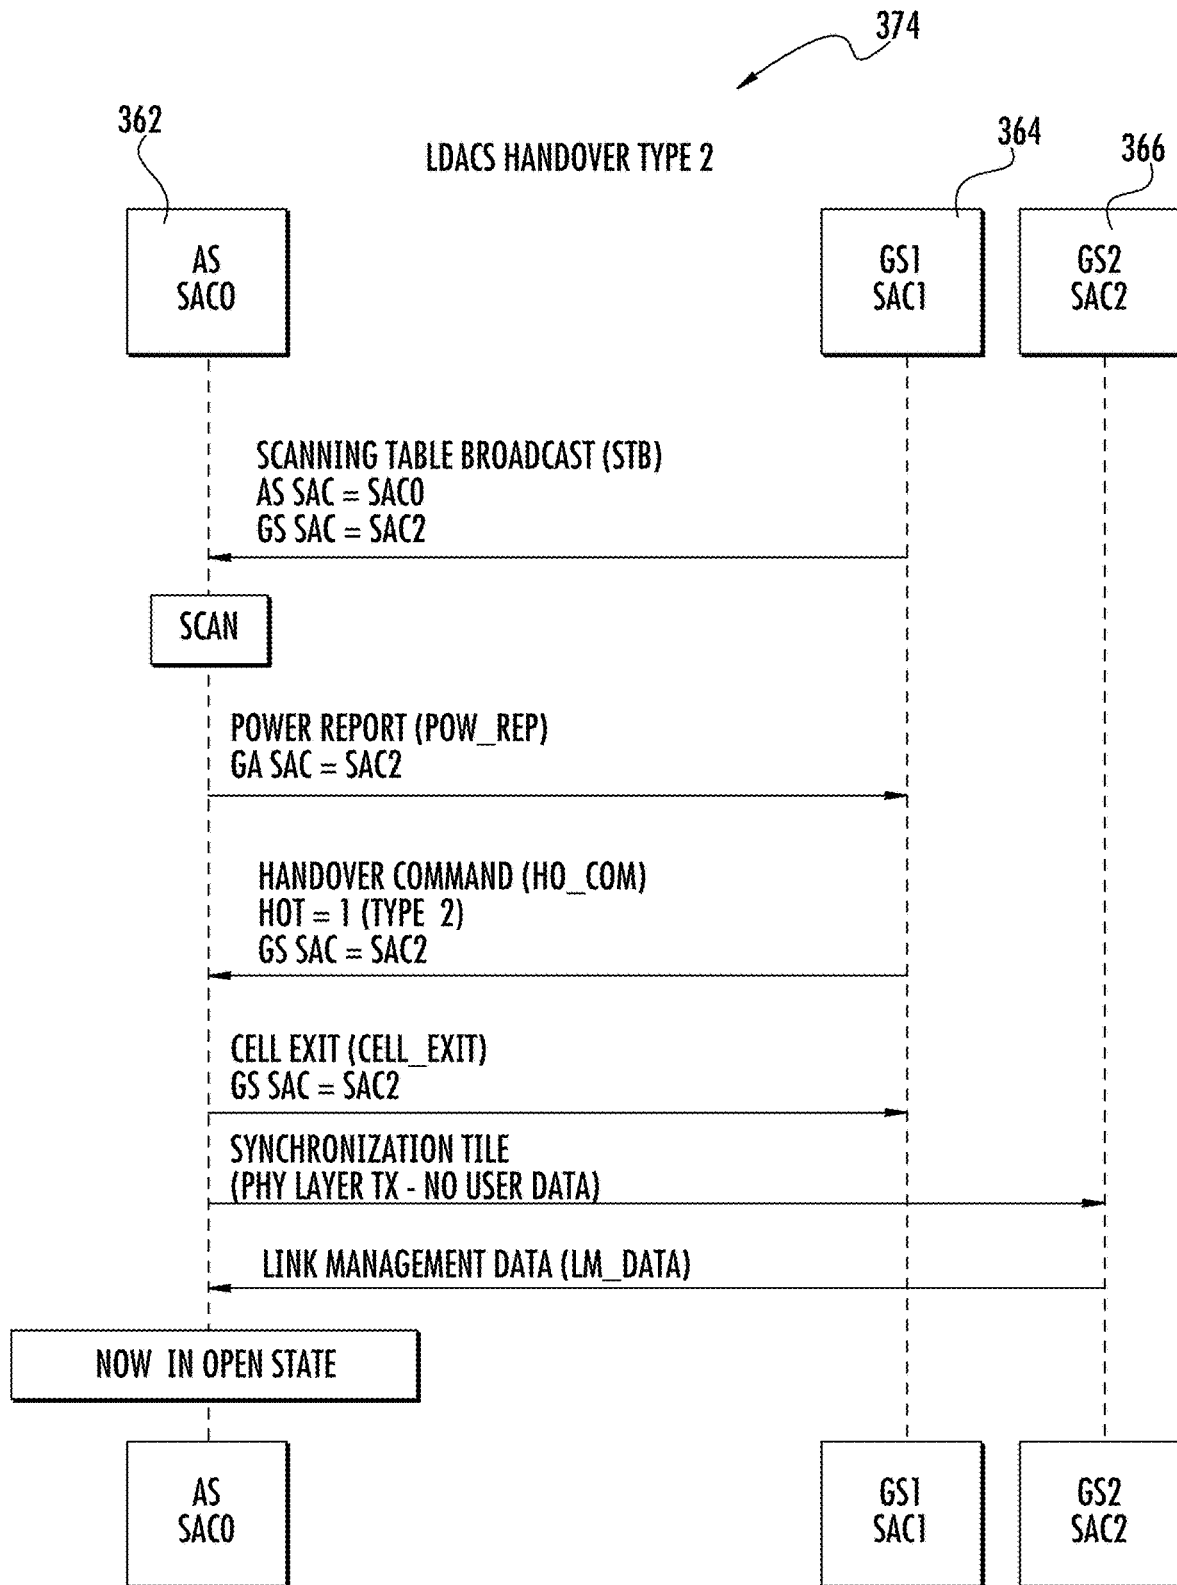 374
362
LDACS HANDOVER TYPE 2
364
366
AS
SAC0
GS1
SAC1
GS2
SAC2
SCANNING TABLE BROADCAST (STB)
AS SAC = SAC0
GS SAC = SAC2
SCAN
POWER REPORT (POW_REP)
GA SAC = SAC2
HANDOVER COMMAND (HO_COM)
HOT = 1 (TYPE 2)
GS SAC = SAC2
CELL EXIT (CELL_EXIT)
GS SAC = SAC2
SYNCHRONIZATION TILE
(PHY LAYER TX - NO USER DATA)
LINK MANAGEMENT DATA (LM_DATA)
NOW IN OPEN STATE
AS
SAC0
GS1
SAC1
GS2
SAC2